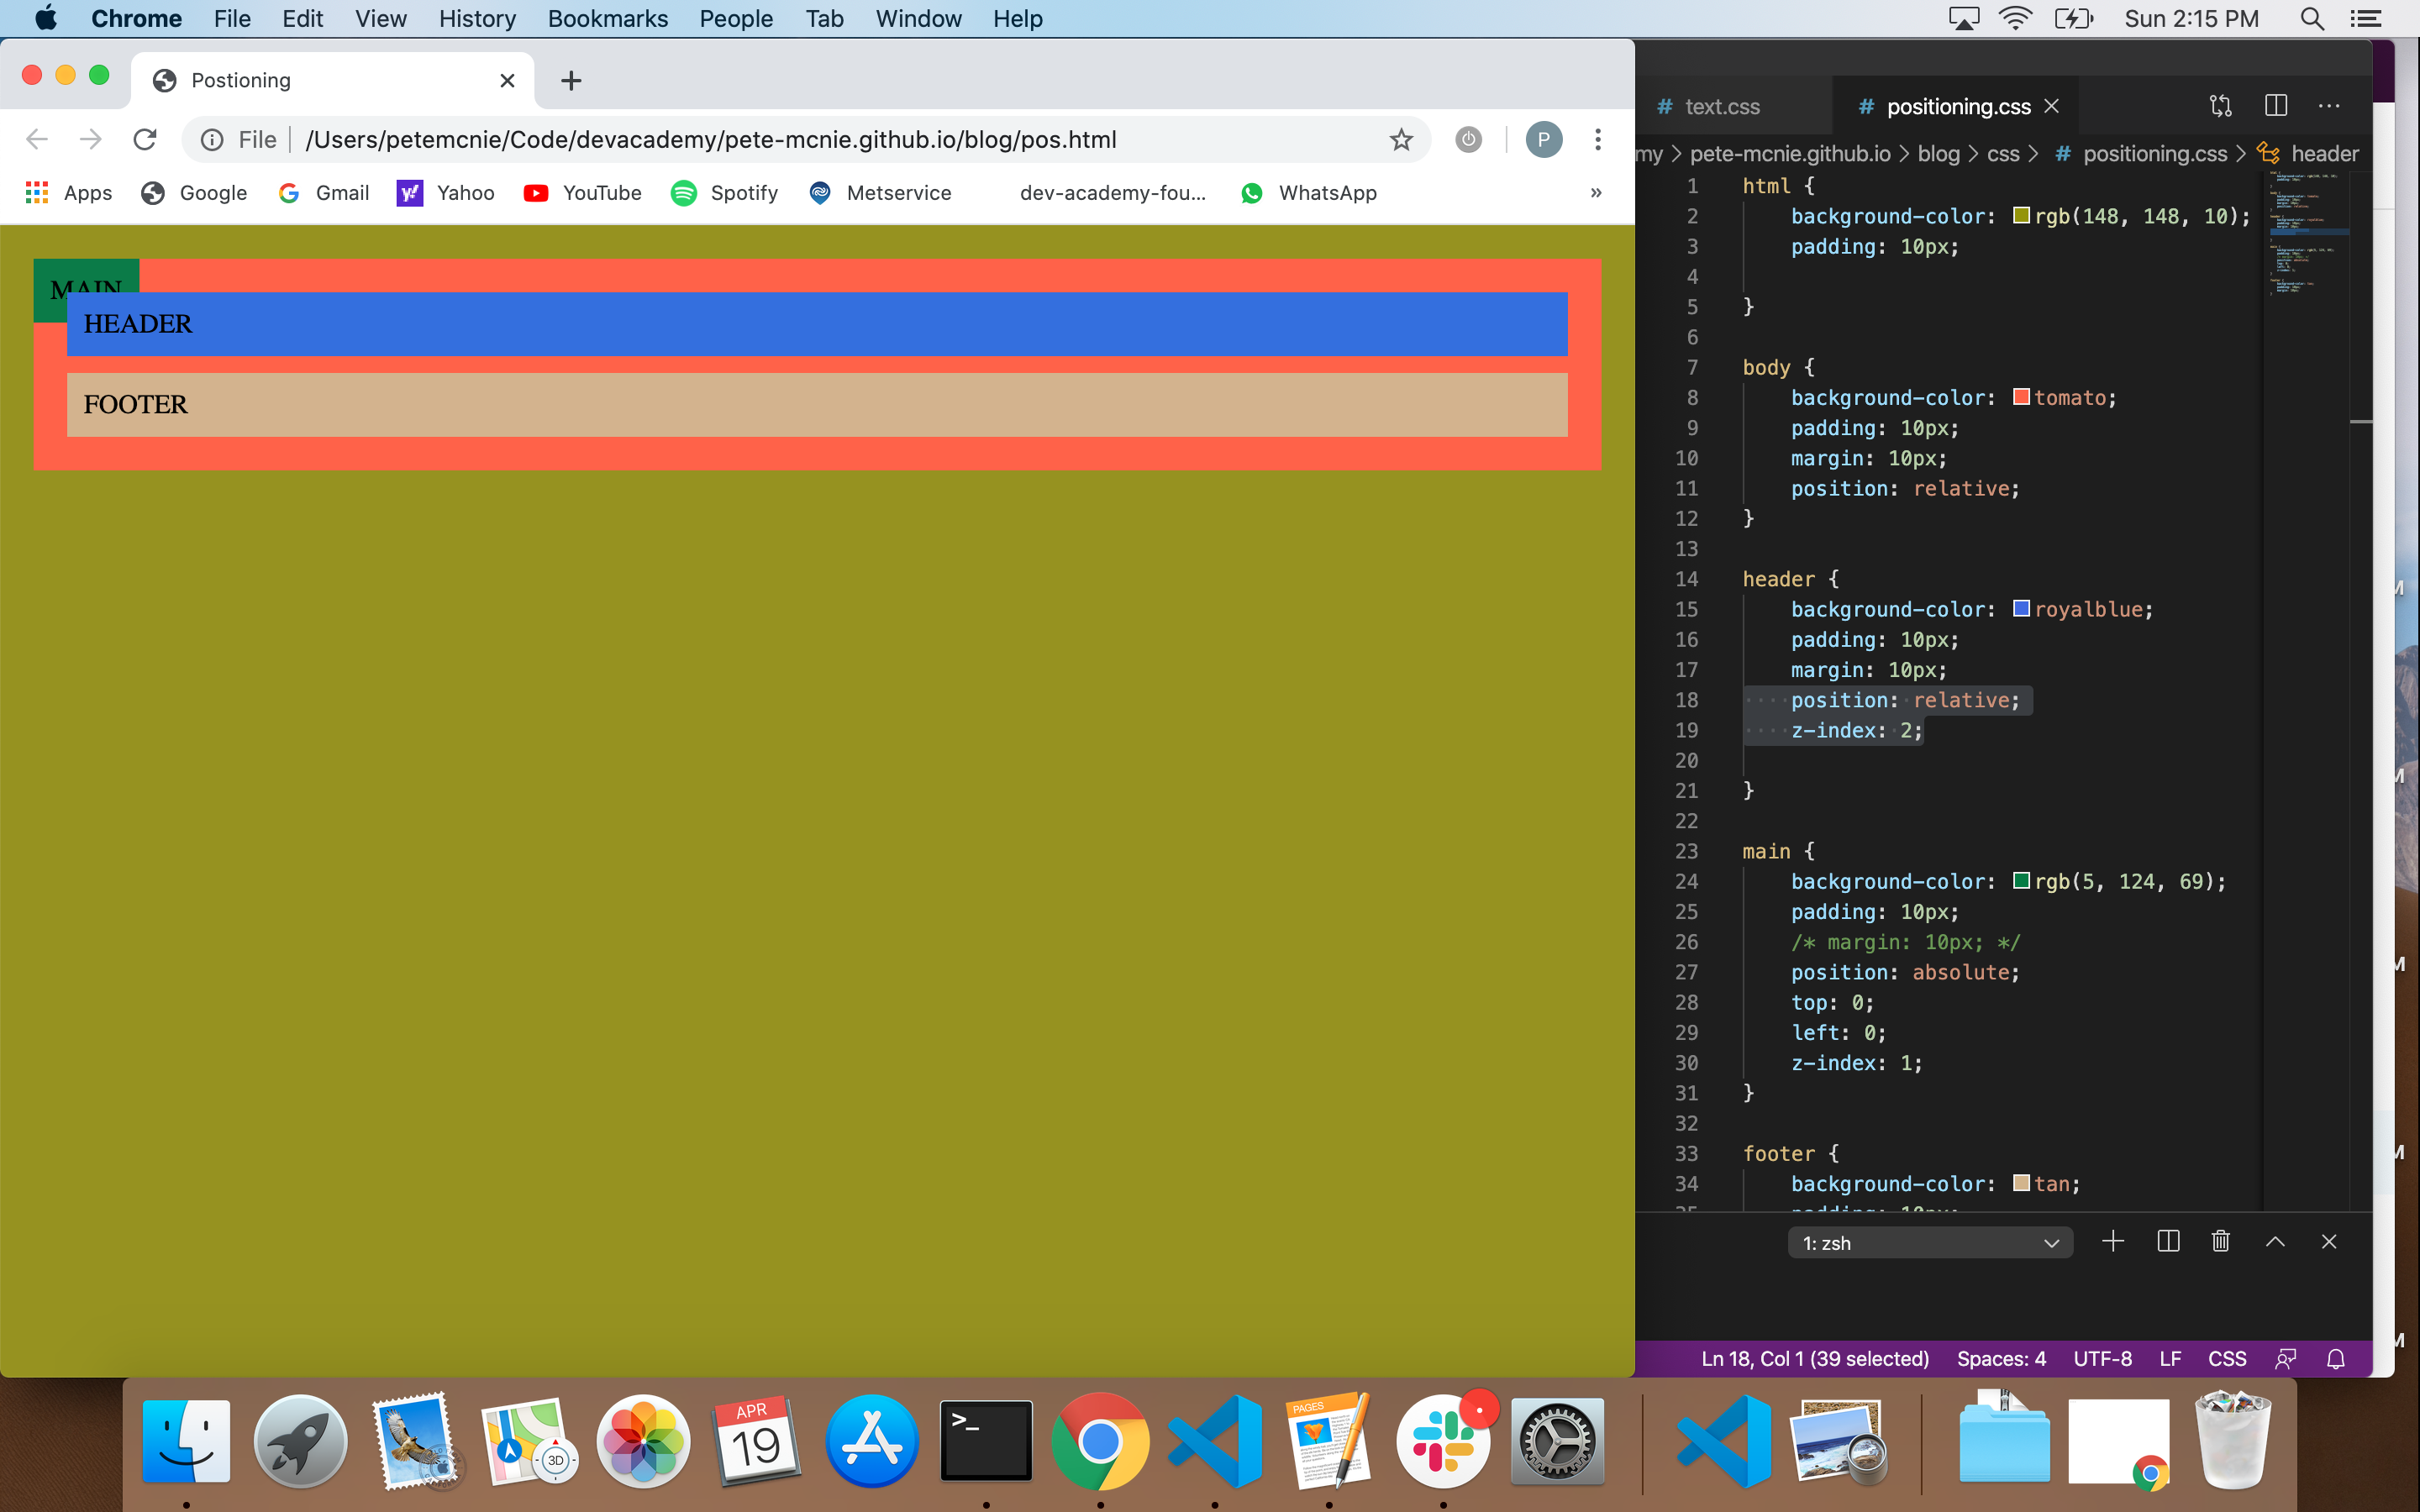 Chrome File Edit View History Bookmarks People Tab Window Help Sun 2:15 PM
Postioning
File /Users/petemcnie/Code/devacademy/pete-mcnie.github.io/blog/pos.html P
Apps Google Gmail Yahoo YouTube Spotify Metservice dev-academy-fou... WhatsApp »
MAIN
HEADER
FOOTER
# text.css # positioning.css
my > pete-mcnie.github.io > blog > css > # positioning.css > header
1 html {
2 background-color: rgb(148, 148, 10);
3 padding: 10px;
4
5 }
6
7 body {
8 background-color: tomato;
9 padding: 10px;
10 margin: 10px;
11 position: relative;
12 }
13
14 header {
15 background-color: royalblue;
16 padding: 10px;
17 margin: 10px;
18 position: relative;
19 z-index: 2;
20
21 }
22
23 main {
24 background-color: rgb(5, 124, 69);
25 padding: 10px;
26 /* margin: 10px; */
27 position: absolute;
28 top: 0;
29 left: 0;
30 z-index: 1;
31 }
32
33 footer {
34 background-color: tan;
35 padding: 10px;
1: zsh
Ln 18, Col 1 (39 selected) Spaces: 4 UTF-8 LF CSS
M
M
M
M
M
APR
19
3D
>_
PAGES